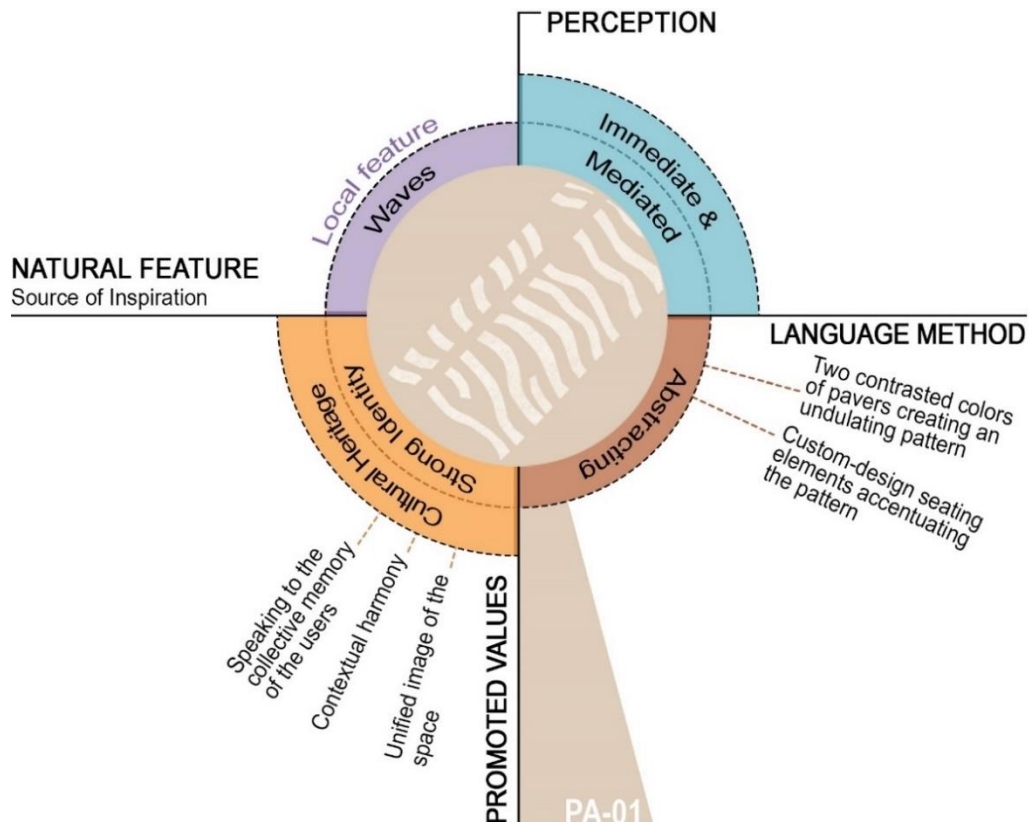 PERCEPTION
Immediate &
Mediated
Local feature
Waves
NATURAL FEATURE
Source of Inspiration
LANGUAGE METHOD
Abstracting
Two contrasted colors
of pavers creating an
undulating pattern
Custom-design seating
elements accentuating
the pattern
Strong Identity
Cultural Heritage
Speaking to the
collective memory
of the users
Contextual harmony
Unified image of the
space
PROMOTED VALUES
PA-01